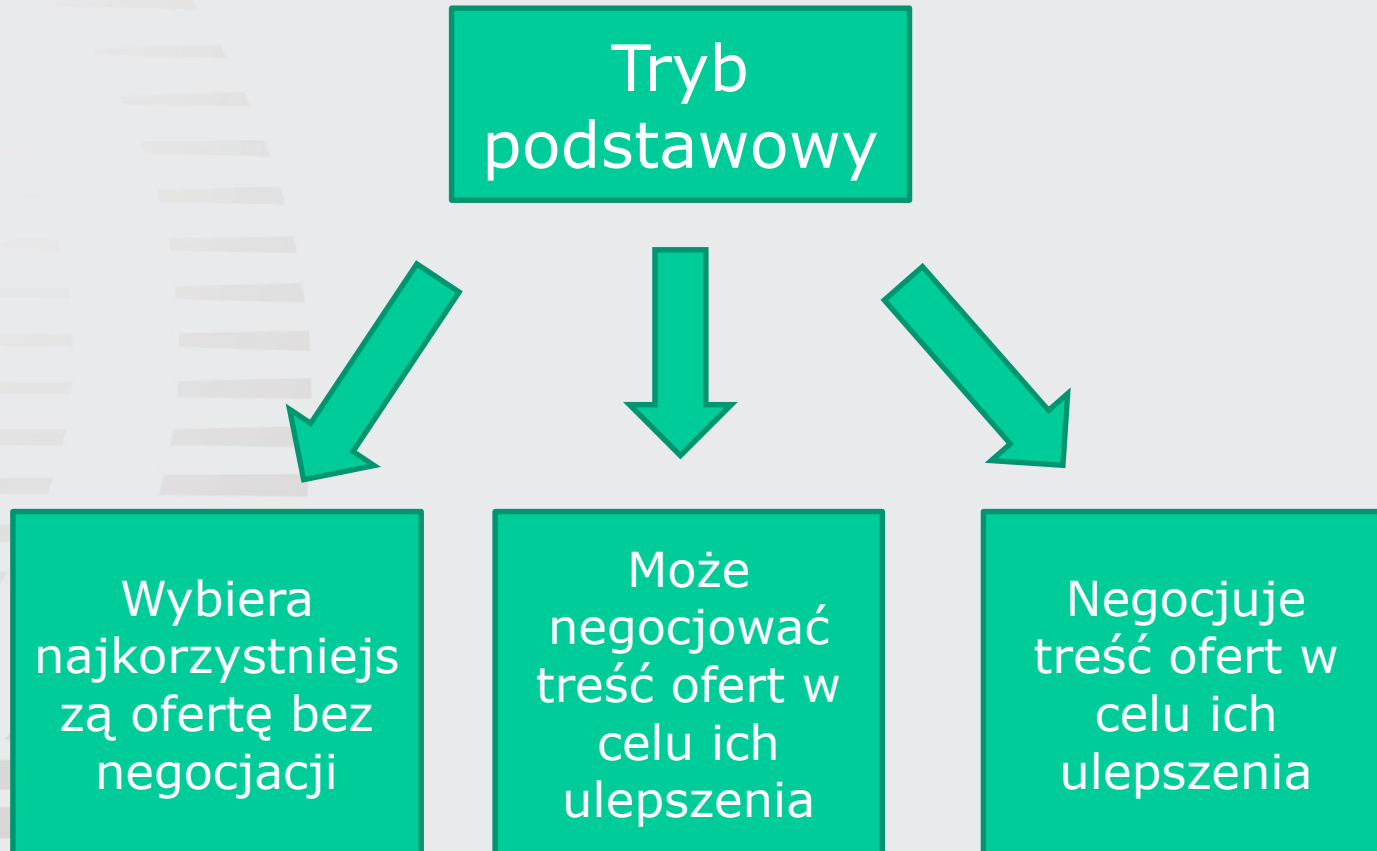 Tryb
podstawowy
Wybiera
najkorzystniejs
zą ofertę bez
negocjacji
Może
negocjować
treść ofert w
celu ich
ulepszenia
Negocjuje
treść ofert w
celu ich
ulepszenia